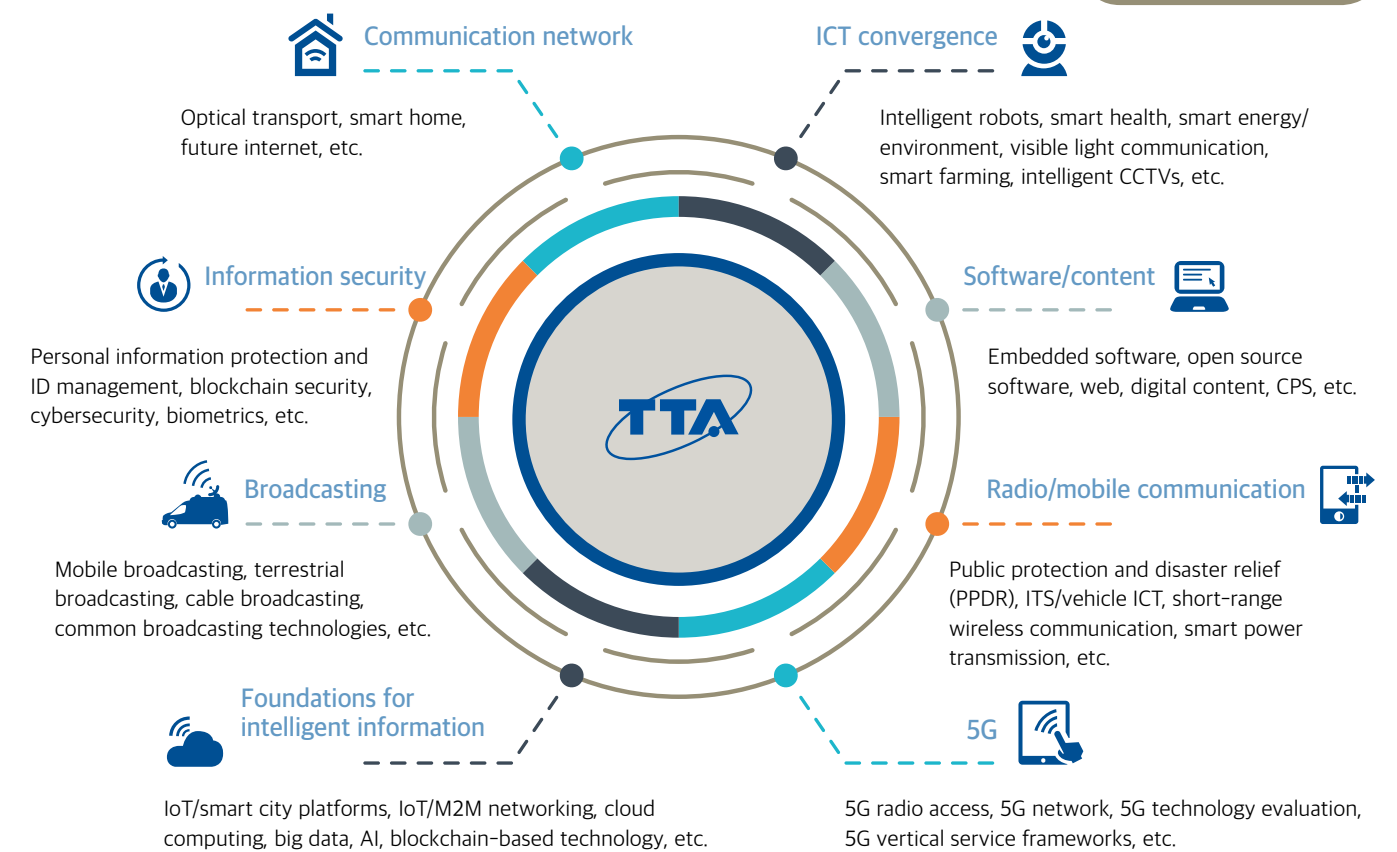 Communication network
Optical transport, smart home,
future internet, etc.
ICT convergence
Intelligent robots, smart health, smart energy/
environment, visible light communication,
smart farming, intelligent CCTVs, etc.
Information security
Personal information protection and
ID management, blockchain security,
cybersecurity, biometrics, etc.
Software/content
Embedded software, open source
software, web, digital content, CPS, etc.
TTA
Broadcasting
Mobile broadcasting, terrestrial
broadcasting, cable broadcasting,
common broadcasting technologies, etc.
Radio/mobile communication
Public protection and disaster relief
(PPDR), ITS/vehicle ICT, short-range
wireless communication, smart power
transmission, etc.
Foundations for
intelligent information
IoT/smart city platforms, IoT/M2M networking, cloud
computing, big data, AI, blockchain-based technology, etc.
5G
5G radio access, 5G network, 5G technology evaluation,
5G vertical service frameworks, etc.